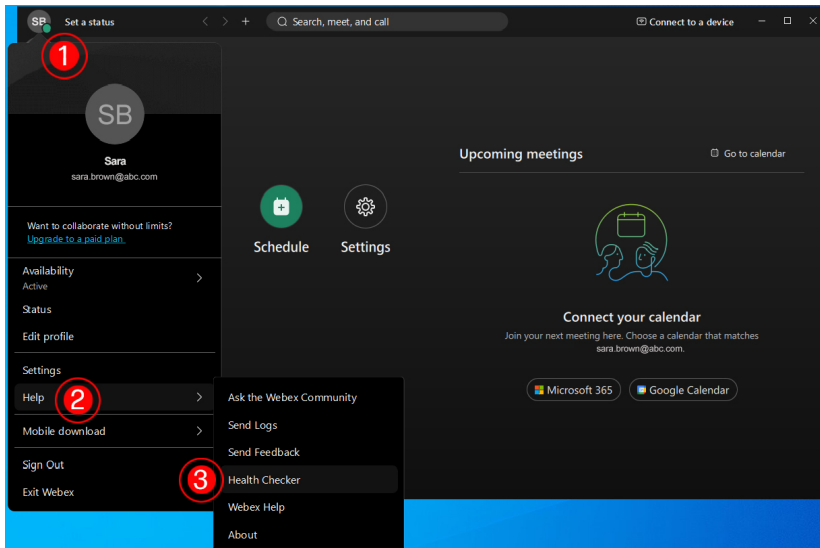 SB Set a status + Search, meet, and call Connect to a device
1
SB
Sara
sara.brown@abc.com
Want to collaborate without limits?
Upgrade to a paid plan
Availability
Active
Status
Edit profile
Settings
Help 2
Mobile download
Sign Out
Exit Webex
Ask the Webex Community
Send Logs
Send Feedback
3 Health Checker
Webex Help
About
Schedule
Settings
Upcoming meetings Go to calendar
Connect your calendar
Join your next meeting here. Choose a calendar that matches
sara.brown@abc.com.
Microsoft 365 Google Calendar